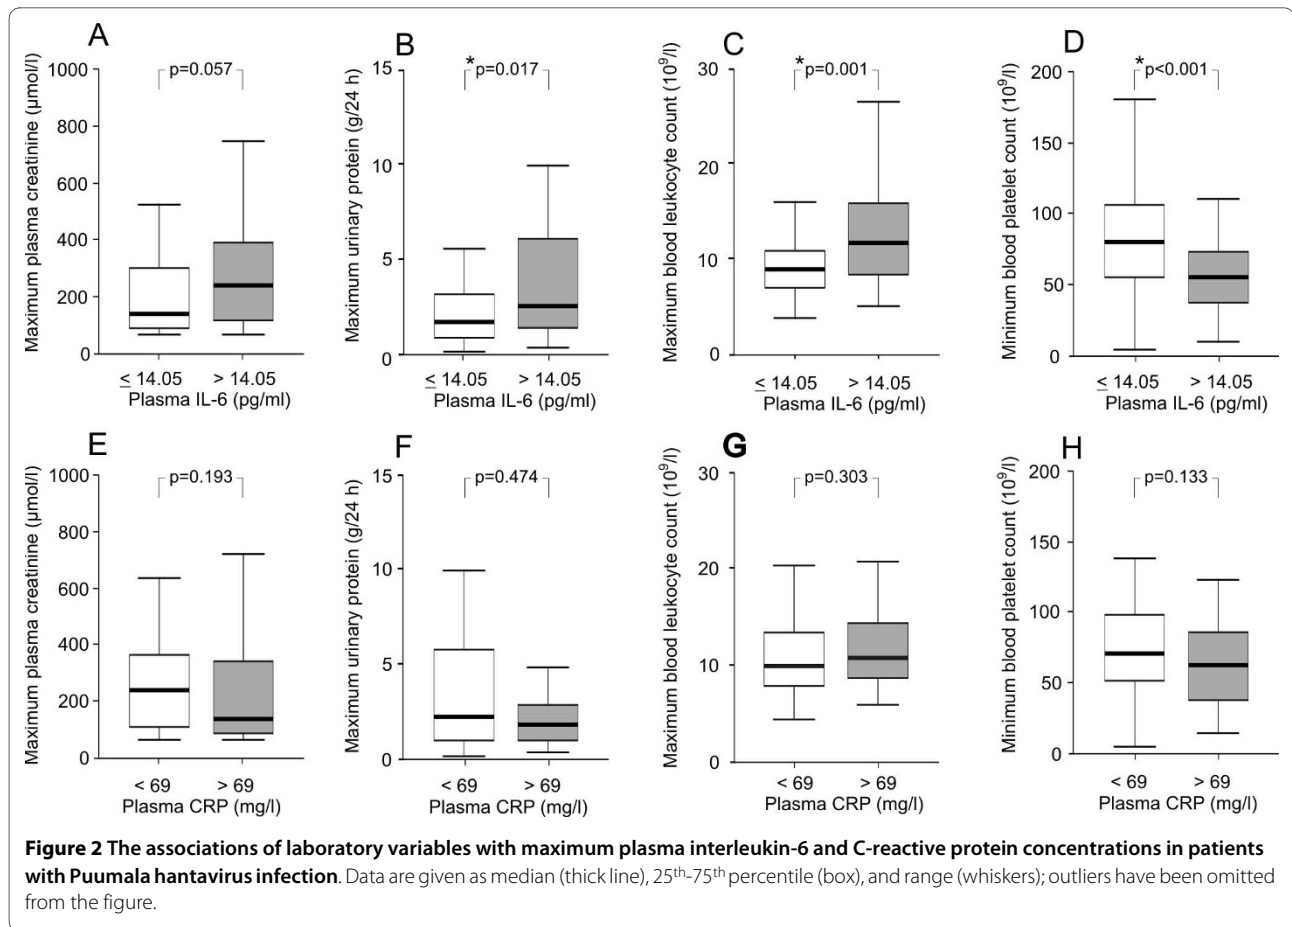 A
B
C
D
Maximum plasma creatinine (μmol/l)
1000
800
600
400
200
0
p=0.057
≤ 14.05 > 14.05
Plasma IL-6 (pg/ml)
Maximum urinary protein (g/24 h)
15
10
5
0
* p=0.017
≤ 14.05 > 14.05
Plasma IL-6 (pg/ml)
Maximum blood leukocyte count (10⁹/l)
30
20
10
0
* p=0.001
≤ 14.05 > 14.05
Plasma IL-6 (pg/ml)
Minimum blood platelet count (10⁹/l)
200
150
100
50
0
* p<0.001
≤ 14.05 > 14.05
Plasma IL-6 (pg/ml)
E
F
G
H
Maximum plasma creatinine (μmol/l)
1000
800
600
400
200
0
p=0.193
< 69 > 69
Plasma CRP (mg/l)
Maximum urinary protein (g/24 h)
15
10
5
0
p=0.474
< 69 > 69
Plasma CRP (mg/l)
Maximum blood leukocyte count (10⁹/l)
30
20
10
0
p=0.303
< 69 > 69
Plasma CRP (mg/l)
Minimum blood platelet count (10⁹/l)
200
150
100
50
0
p=0.133
< 69 > 69
Plasma CRP (mg/l)
Figure 2 The associations of laboratory variables with maximum plasma interleukin-6 and C-reactive protein concentrations in patients
with Puumala hantavirus infection. Data are given as median (thick line), 25th-75th percentile (box), and range (whiskers); outliers have been omitted
from the figure.